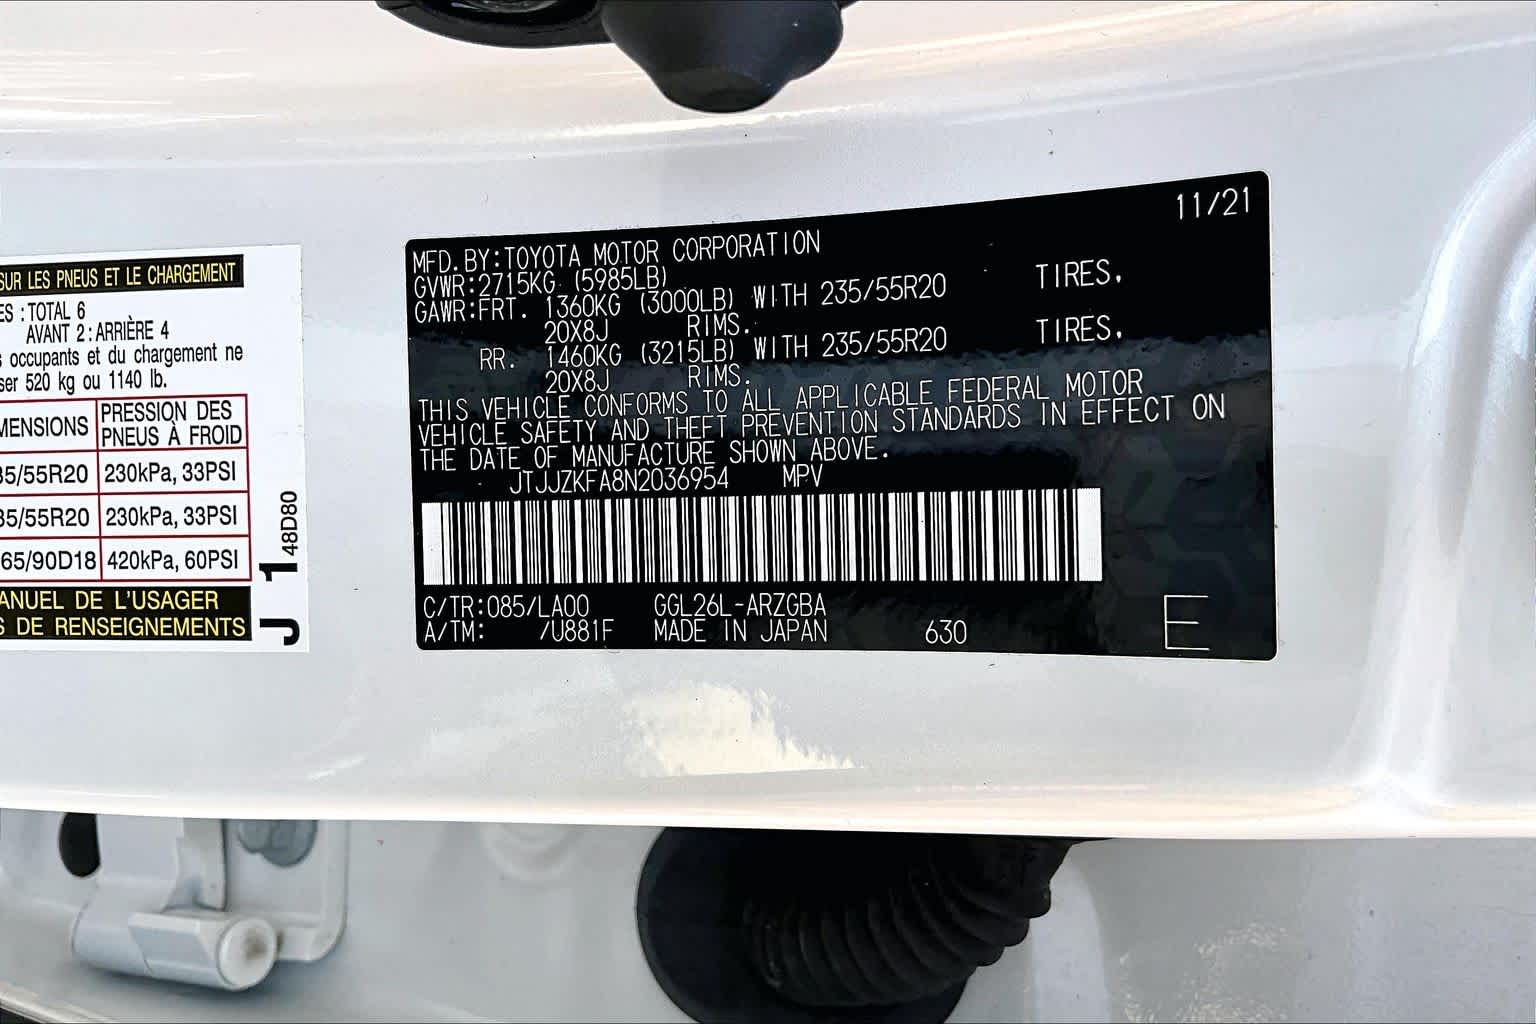 SUR LES PNEUS ET LE CHARGEMENT
ES : TOTAL 6
AVANT 2 : ARRIÈRE 4
s occupants et du chargement ne
ser 520 kg ou 1140 lb.
MENSIONS PRESSION DES PNEUS À FROID
35/55R20 230kPa, 33PSI
35/55R20 230kPa, 33PSI
65/90D18 420kPa, 60PSI
ANUEL DE L'USAGER
S DE RENSEIGNEMENTS
J 1 48D80
11/21
MFD. BY: TOYOTA MOTOR CORPORATION
GVWR: 2715KG (5985LB)
GAWR: FRT. 1360KG (3000LB) WITH 235/55R20 TIRES,
20X8J RIMS.
RR. 1460KG (3215LB) WITH 235/55R20 TIRES,
20X8J RIMS.
THIS VEHICLE CONFORMS TO ALL APPLICABLE FEDERAL MOTOR
VEHICLE SAFETY AND THEFT PREVENTION STANDARDS IN EFFECT ON
THE DATE OF MANUFACTURE SHOWN ABOVE.
JTJJZKFA8N2036954 MPV
C/TR: 085/LA00 GGL26L-ARZGBA
A/TM: /U881F MADE IN JAPAN 630 E